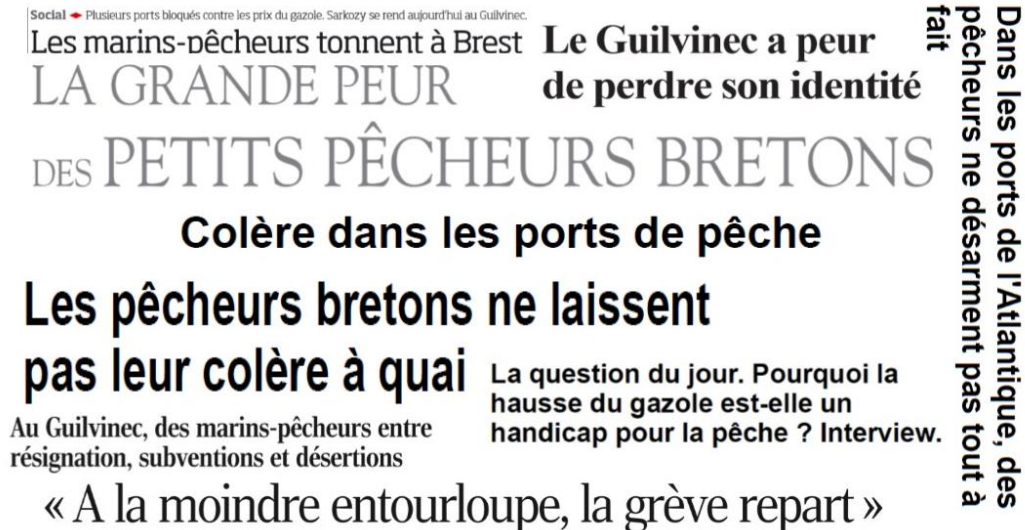 Social Plusieurs ports bloqués contre les prix du gazole. Sarkozy se rend aujourd'hui au Guilvinec.
Les marins-pêcheurs tonnent à Brest
Le Guilvinec a peur
de perdre son identité
LA GRANDE PEUR
DES PETITS PÊCHEURS BRETONS
Colère dans les ports de pêche
Les pêcheurs bretons ne laissent
pas leur colère à quai
La question du jour. Pourquoi la
hausse du gazole est-elle un
handicap pour la pêche ? Interview.
Au Guilvinec, des marins-pêcheurs entre
résignation, subventions et désertions
« A la moindre entourloupe, la grève repart »
Dans les ports de l'Atlantique, des
pêcheurs ne désarment pas tout à
fait